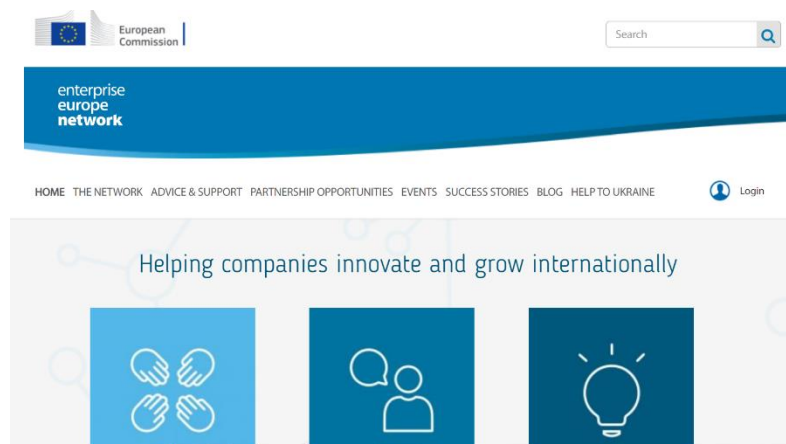 European
Commission
Search
enterprise
europe
network
HOME THE NETWORK ADVICE & SUPPORT PARTNERSHIP OPPORTUNITIES EVENTS SUCCESS STORIES BLOG HELP TO UKRAINE Login
Helping companies innovate and grow internationally